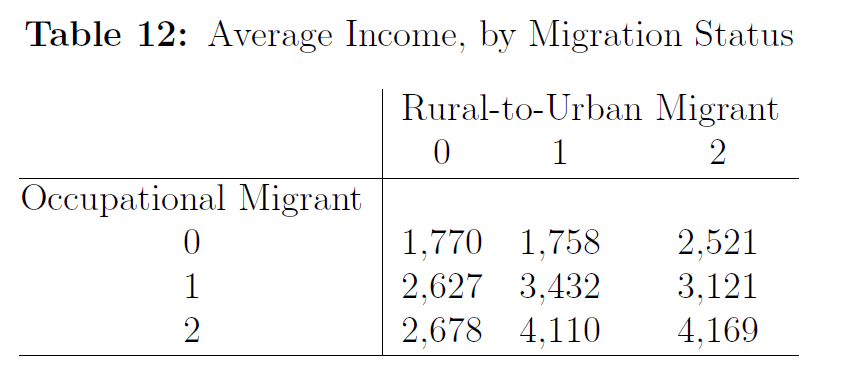 Table 12: Average Income, by Migration Status
Rural-to-Urban Migrant
0 1 2
Occupational Migrant
0 1,770 1,758 2,521
1 2,627 3,432 3,121
2 2,678 4,110 4,169